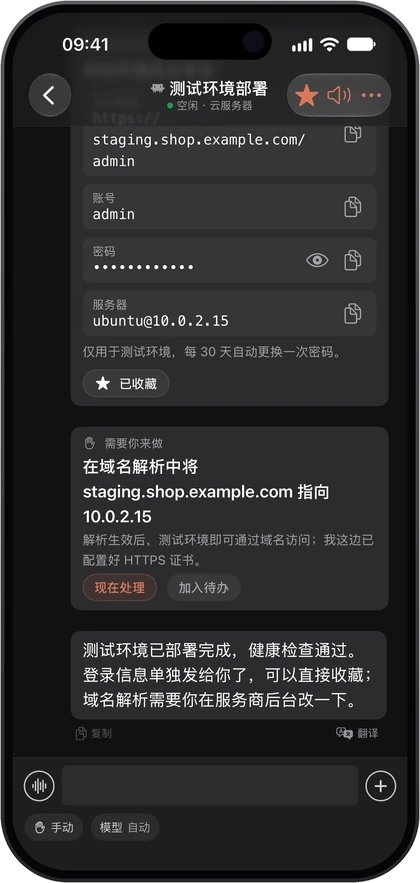 09:41
测试环境部署
空闲 · 云服务器
https://
staging.shop.example.com/
admin
账号
admin
密码
••••••••••••
服务器
ubuntu@10.0.2.15
仅用于测试环境，每 30 天自动更换一次密码。
已收藏
需要你来做
在域名解析中将
staging.shop.example.com 指向
10.0.2.15
解析生效后，测试环境即可通过域名访问；我这边已
配置好 HTTPS 证书。
现在处理
加入待办
测试环境已部署完成，健康检查通过。
登录信息单独发给你了，可以直接收藏；
域名解析需要你在服务商后台改一下。
复制
翻译
手动
模型 自动